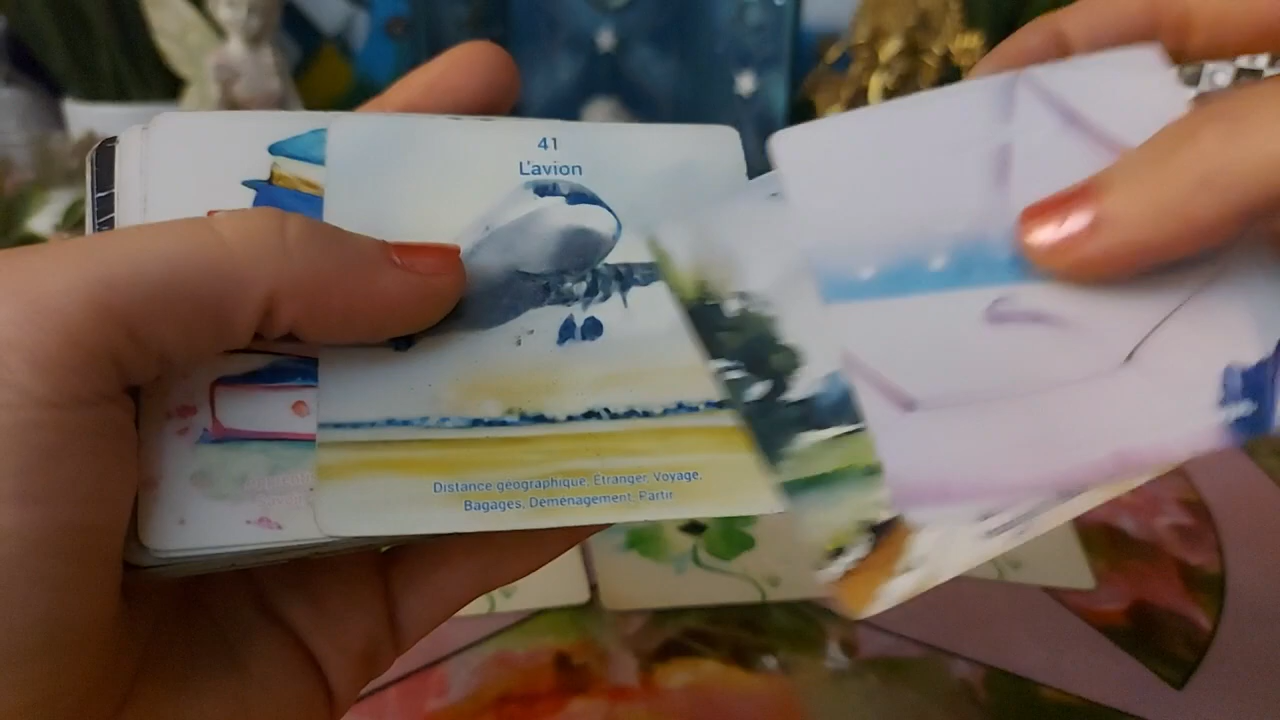 41
L'avion
Distance géographique, Étranger, Voyage,
Bagages, Déménagement, Partir